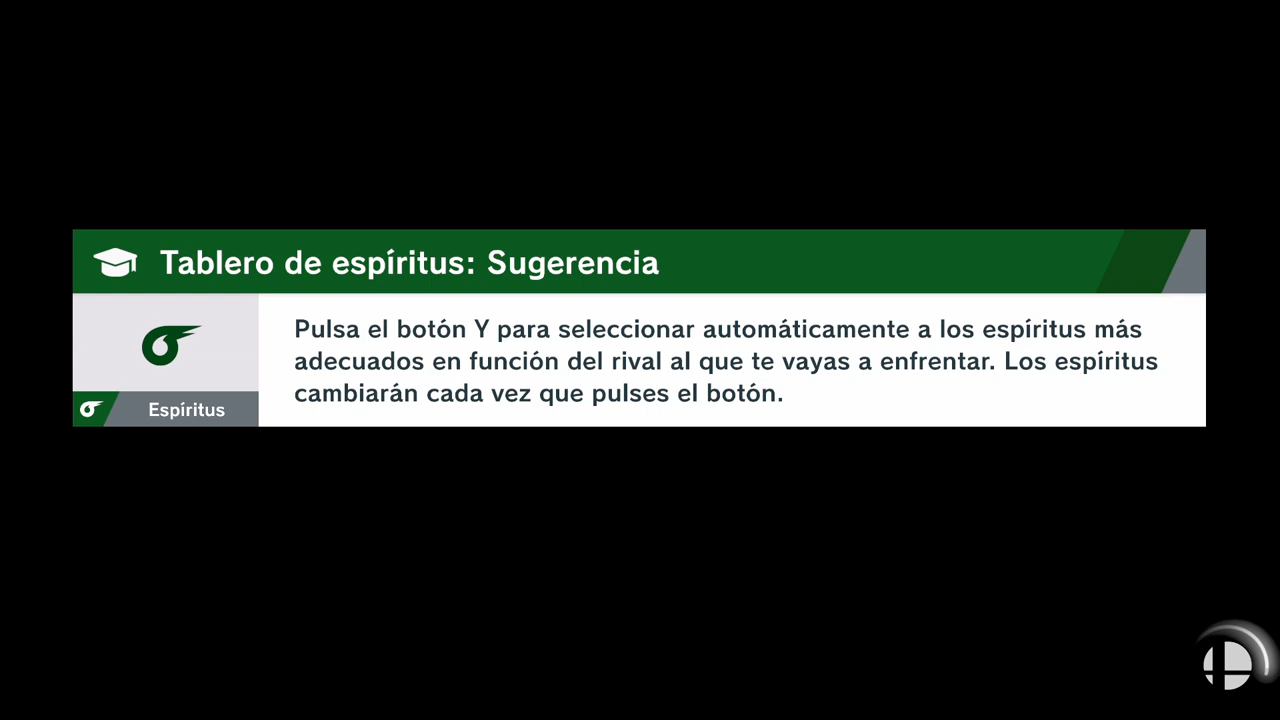 Tablero de espíritus: Sugerencia
Pulsa el botón Y para seleccionar automáticamente a los espíritus más
adecuados en función del rival al que te vayas a enfrentar. Los espíritus
cambiarán cada vez que pulses el botón.
Espíritus